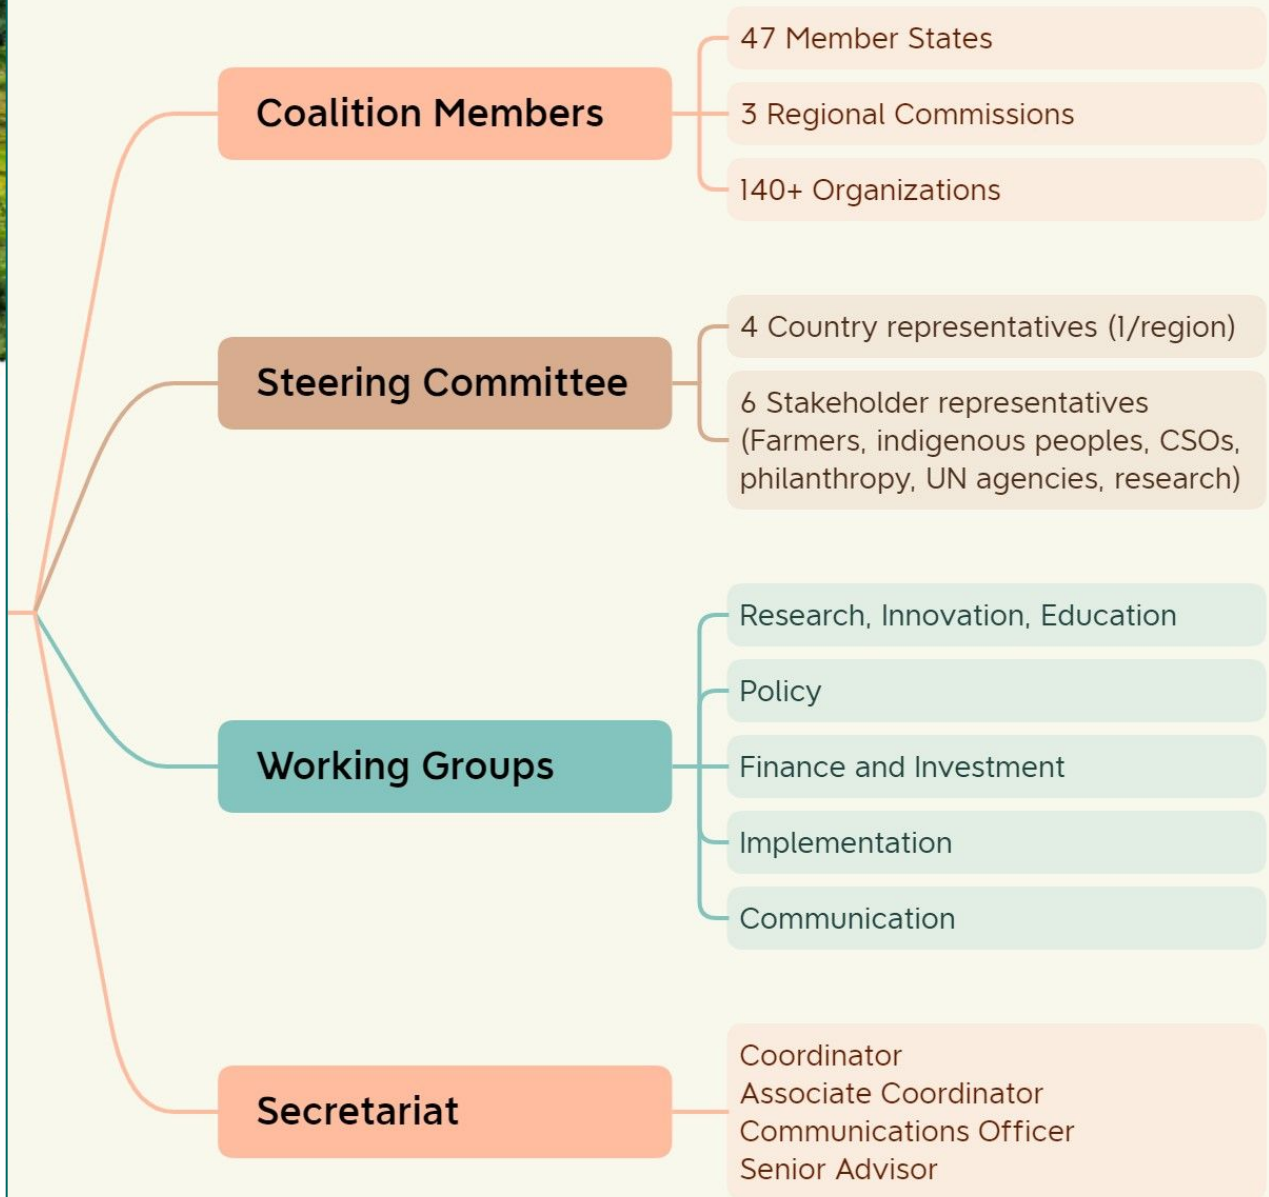 Coalition Members
47 Member States
3 Regional Commissions
140+ Organizations
Steering Committee
4 Country representatives (1/region)
6 Stakeholder representatives
(Farmers, indigenous peoples, CSOs,
philanthropy, UN agencies, research)
Working Groups
Research, Innovation, Education
Policy
Finance and Investment
Implementation
Communication
Secretariat
Coordinator
Associate Coordinator
Communications Officer
Senior Advisor